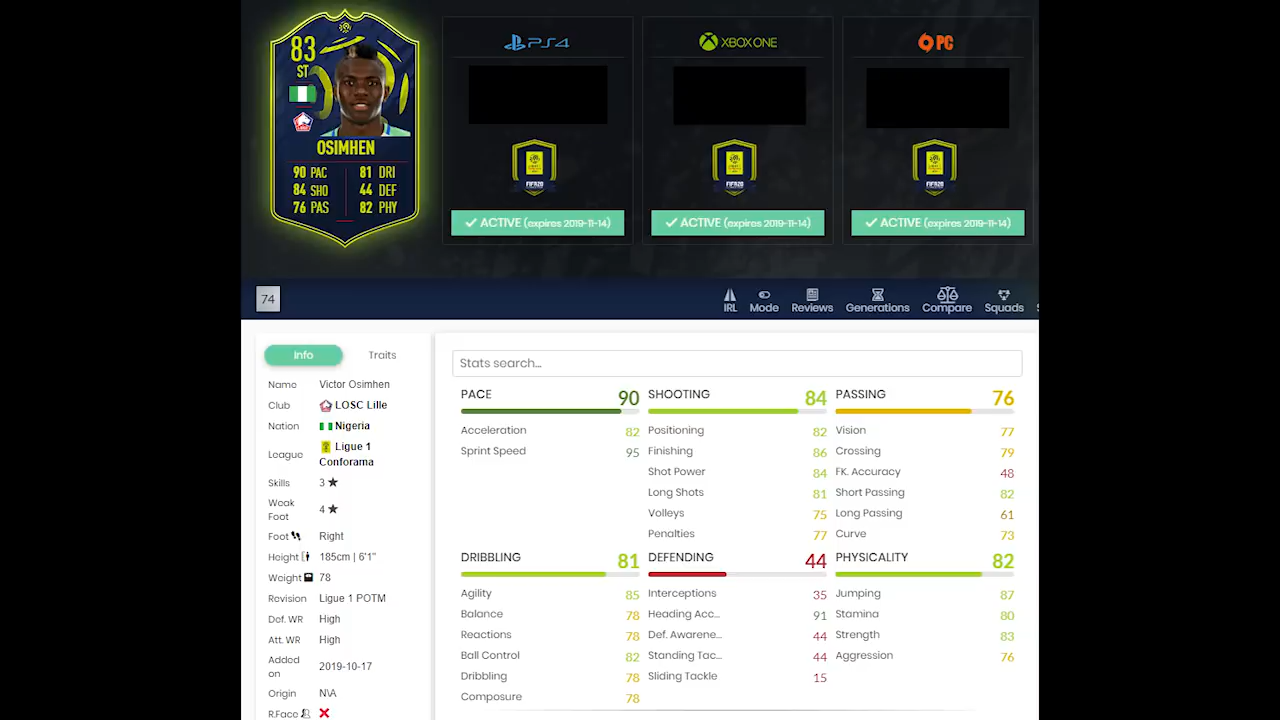 83
ST
OSIMHEN
90 PAC 81 DRI
84 SHO 44 DEF
76 PAS 82 PHY
PS4
XBOX ONE
PC
FIFA20
FIFA20
FIFA20
ACTIVE (expires 2019-11-14)
ACTIVE (expires 2019-11-14)
ACTIVE (expires 2019-11-14)
74
IRL
Mode
Reviews
Generations
Compare
Squads
Info
Traits
Name Victor Osimhen
Club LOSC Lille
Nation Nigeria
League Ligue 1
Conforama
Skills 3
Weak
Foot 4
Foot Right
Height 185cm | 6'1"
Weight 78
Revision Ligue 1 POTM
Def. WR High
Att. WR High
Added
on 2019-10-17
Origin N\A
R.Face
Stats search...
PACE 90
Acceleration 82
Sprint Speed 95
SHOOTING 84
Positioning 82
Finishing 86
Shot Power 84
Long Shots 81
Volleys 75
Penalties 77
PASSING 76
Vision 77
Crossing 79
FK. Accuracy 48
Short Passing 82
Long Passing 61
Curve 73
DRIBBLING 81
Agility 85
Balance 78
Reactions 78
Ball Control 82
Dribbling 78
Composure 78
DEFENDING 44
Interceptions 35
Heading Acc... 91
Def. Awarene... 44
Standing Tac... 44
Sliding Tackle 15
PHYSICALITY 82
Jumping 87
Stamina 80
Strength 83
Aggression 76